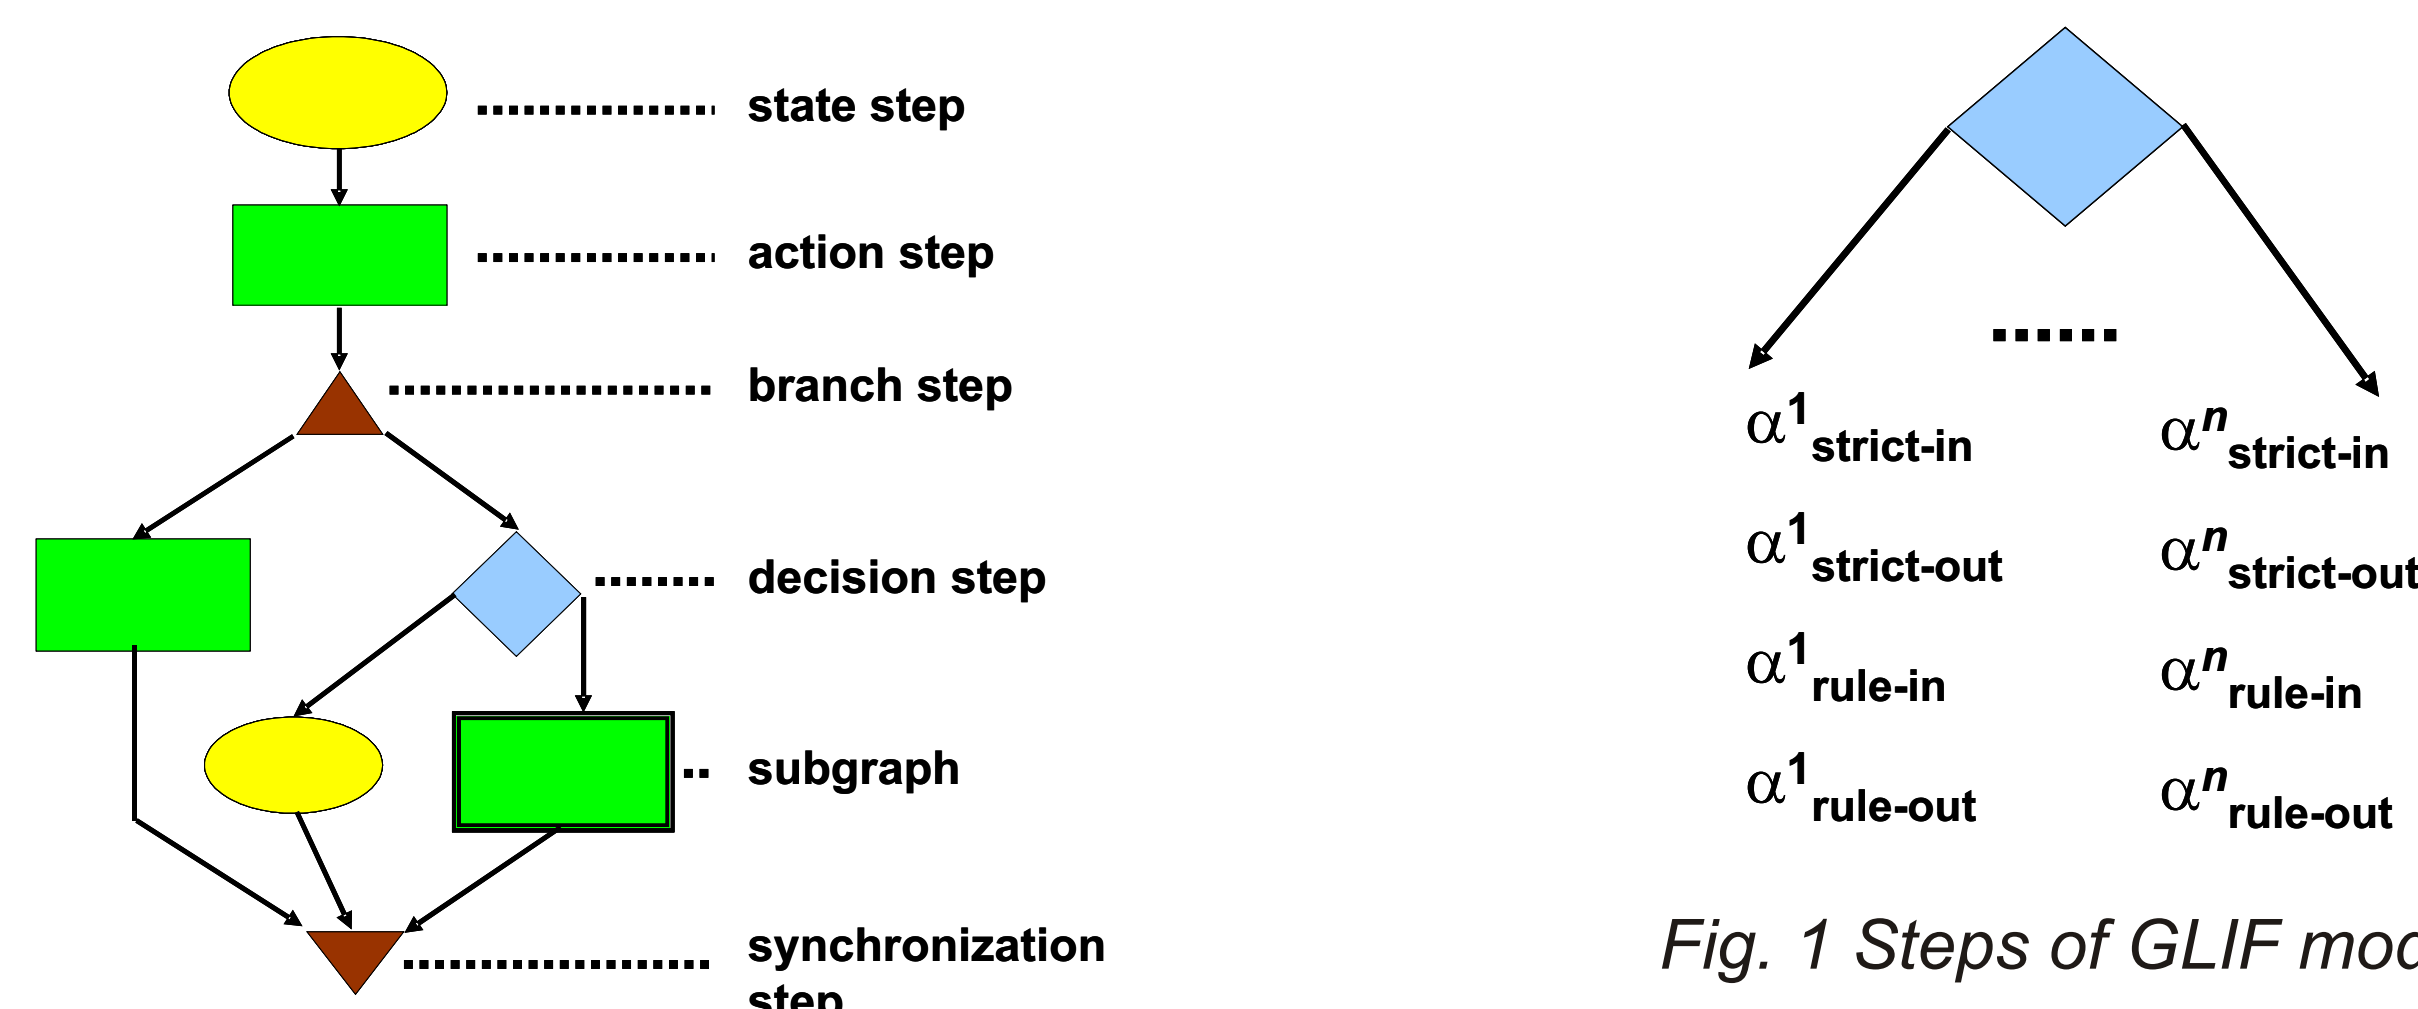 state step
action step
branch step
decision step
subgraph
synchronization
step
α¹strict-in αⁿstrict-in
α¹strict-out αⁿstrict-out
α¹rule-in αⁿrule-in
α¹rule-out αⁿrule-out
Fig. 1 Steps of GLIF